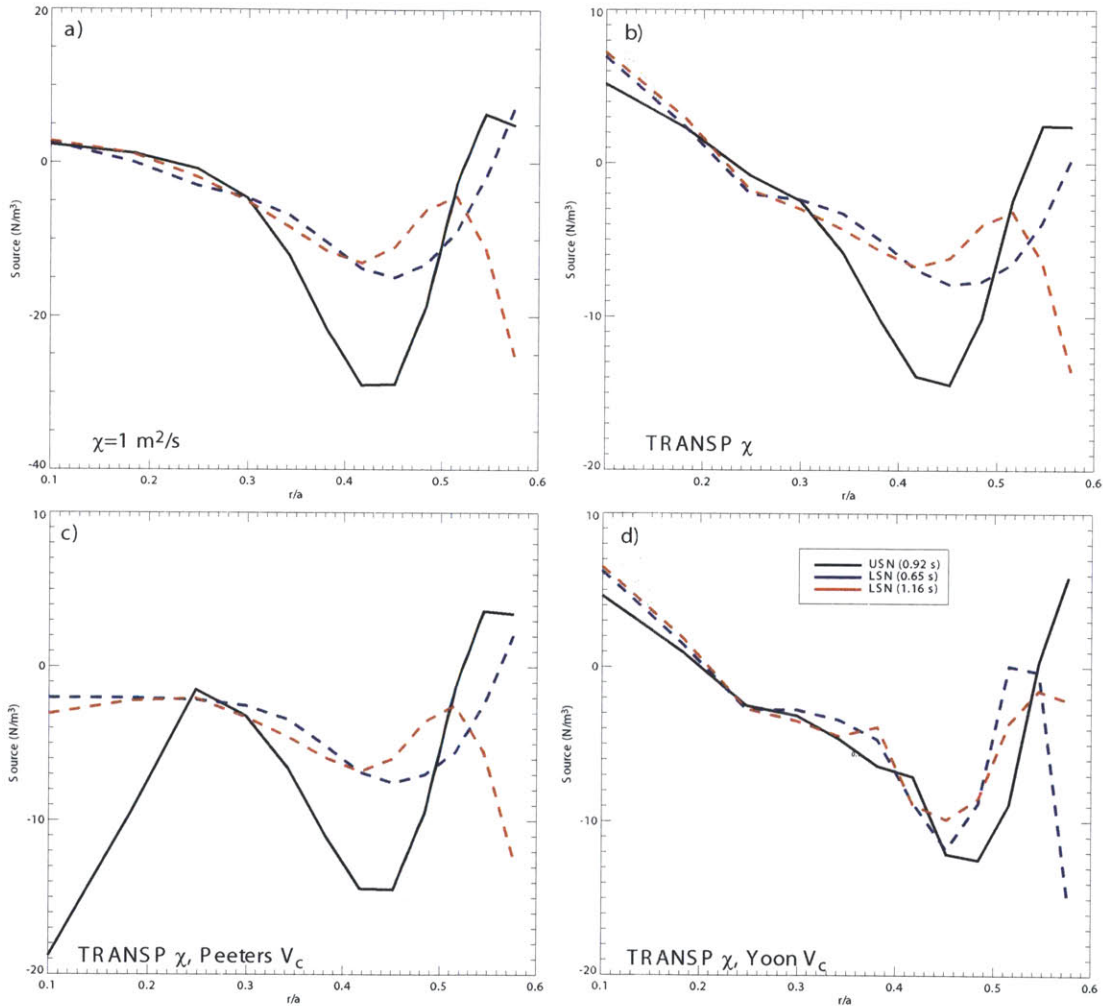 a)
20
0
-20
-40
Source (N/m³)
χ=1 m²/s
0.1 0.2 0.3 0.4 0.5 0.6
r/a
b)
10
0
-10
-20
Source (N/m³)
TRANSP χ
0.2 0.3 0.4 0.5 0.6
r/a
c)
10
0
-10
-20
Source (N/m³)
TRANSP χ, Peeters Vc
0.1 0.2 0.3 0.4 0.5 0.6
r/a
d)
10
0
-10
-20
Source (N/m³)
USN (0.92 s)
LSN (0.65 s)
LSN (1.16 s)
TRANSP χ, Yoon Vc
0.1 0.2 0.3 0.4 0.5 0.6
r/a